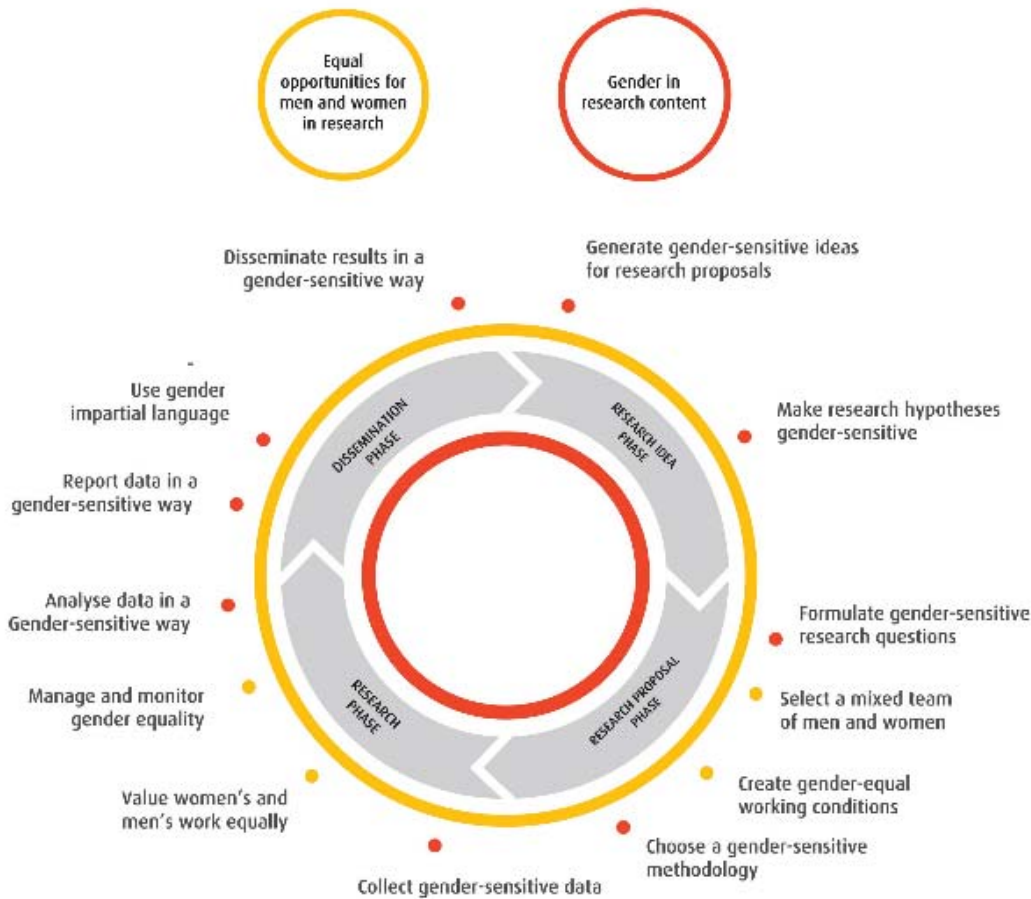 Equal
opportunities for
men and women
in research
Gender in
research content
Disseminate results in a
gender-sensitive way
Generate gender-sensitive ideas
for research proposals
-
Use gender
impartial language
Make research hypotheses
gender-sensitive
Report data in a
gender-sensitive way
Analyse data in a
Gender-sensitive way
Formulate gender-sensitive
research questions
Manage and monitor
gender equality
Select a mixed team
of men and women
Value women's and
men's work equally
Create gender-equal
working conditions
Choose a gender-sensitive
methodology
Collect gender-sensitive data
DISSEMINATION
PHASE
RESEARCH IDEA
PHASE
RESEARCH
PHASE
RESEARCH PROPOSAL
PHASE